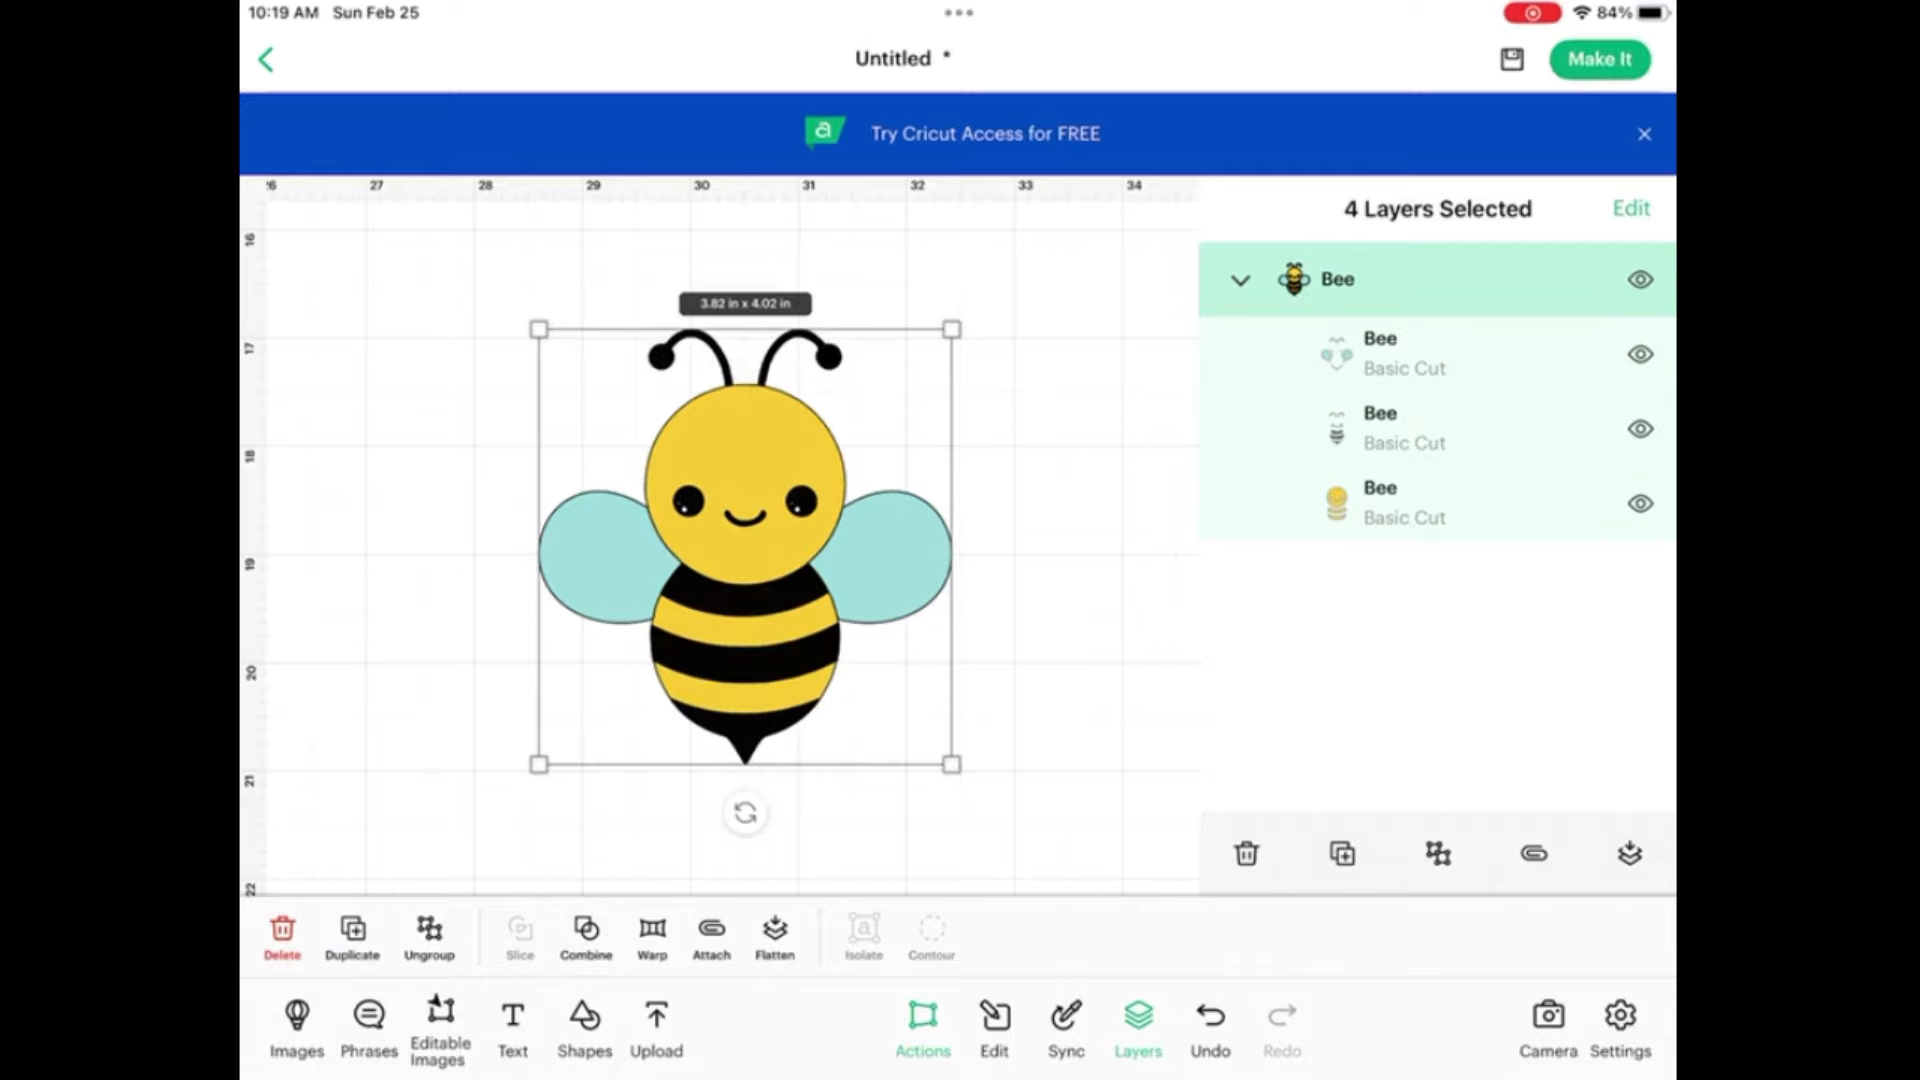 10:19 AM Sun Feb 25
84%
Untitled *
Make It
a Try Cricut Access for FREE
26 27 28 29 30 31 32 33 34
4 Layers Selected Edit
Bee
Bee
Basic Cut
Bee
Basic Cut
Bee
Basic Cut
3.82 in x 4.02 in
16
17
18
19
20
21
22
Delete Duplicate Ungroup Slice Combine Warp Attach Flatten Isolate Contour
Images Phrases Editable Images Text Shapes Upload Actions Edit Sync Layers Undo Redo Camera Settings